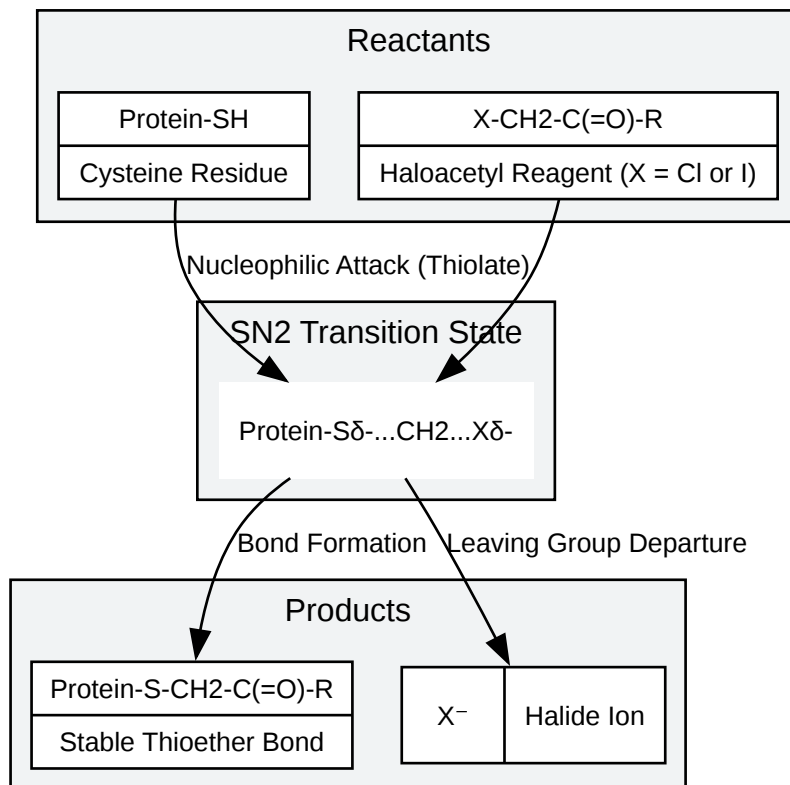 Reactants
Protein-SH
Cysteine Residue
X-CH2-C(=O)-R
Haloacetyl Reagent (X = Cl or I)
Nucleophilic Attack (Thiolate)
SN2 Transition State
Protein-Sδ-...CH2...Xδ-
Bond Formation
Leaving Group Departure
Products
Protein-S-CH2-C(=O)-R
Stable Thioether Bond
X⁻
Halide Ion